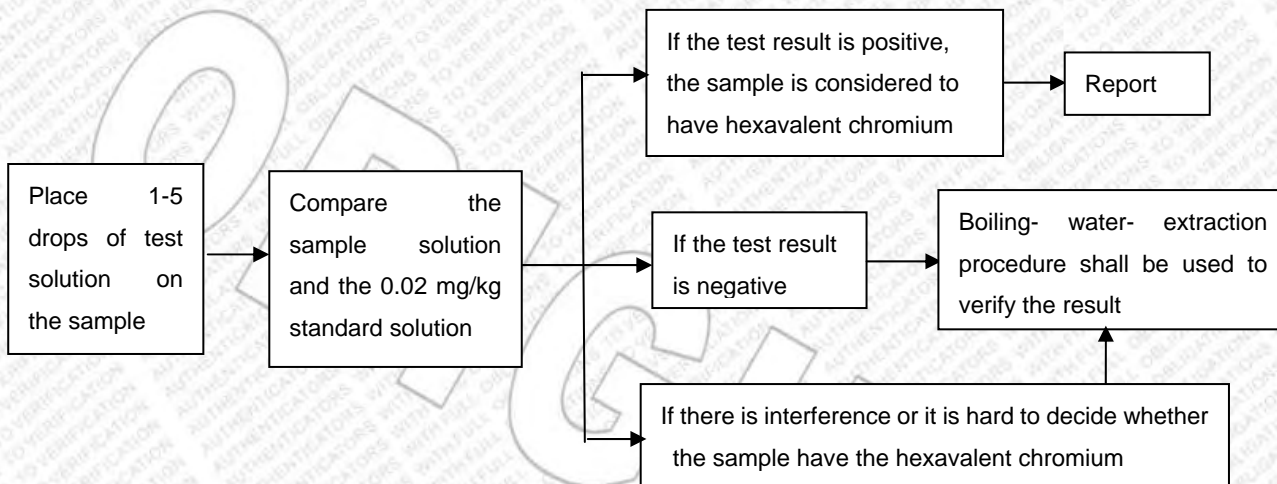 Place 1-5
drops of test
solution on
the sample
Compare the
sample solution
and the 0.02 mg/kg
standard solution
If the test result is positive,
the sample is considered to
have hexavalent chromium
Report
If the test result
is negative
Boiling- water- extraction
procedure shall be used to
verify the result
If there is interference or it is hard to decide whether
the sample have the hexavalent chromium